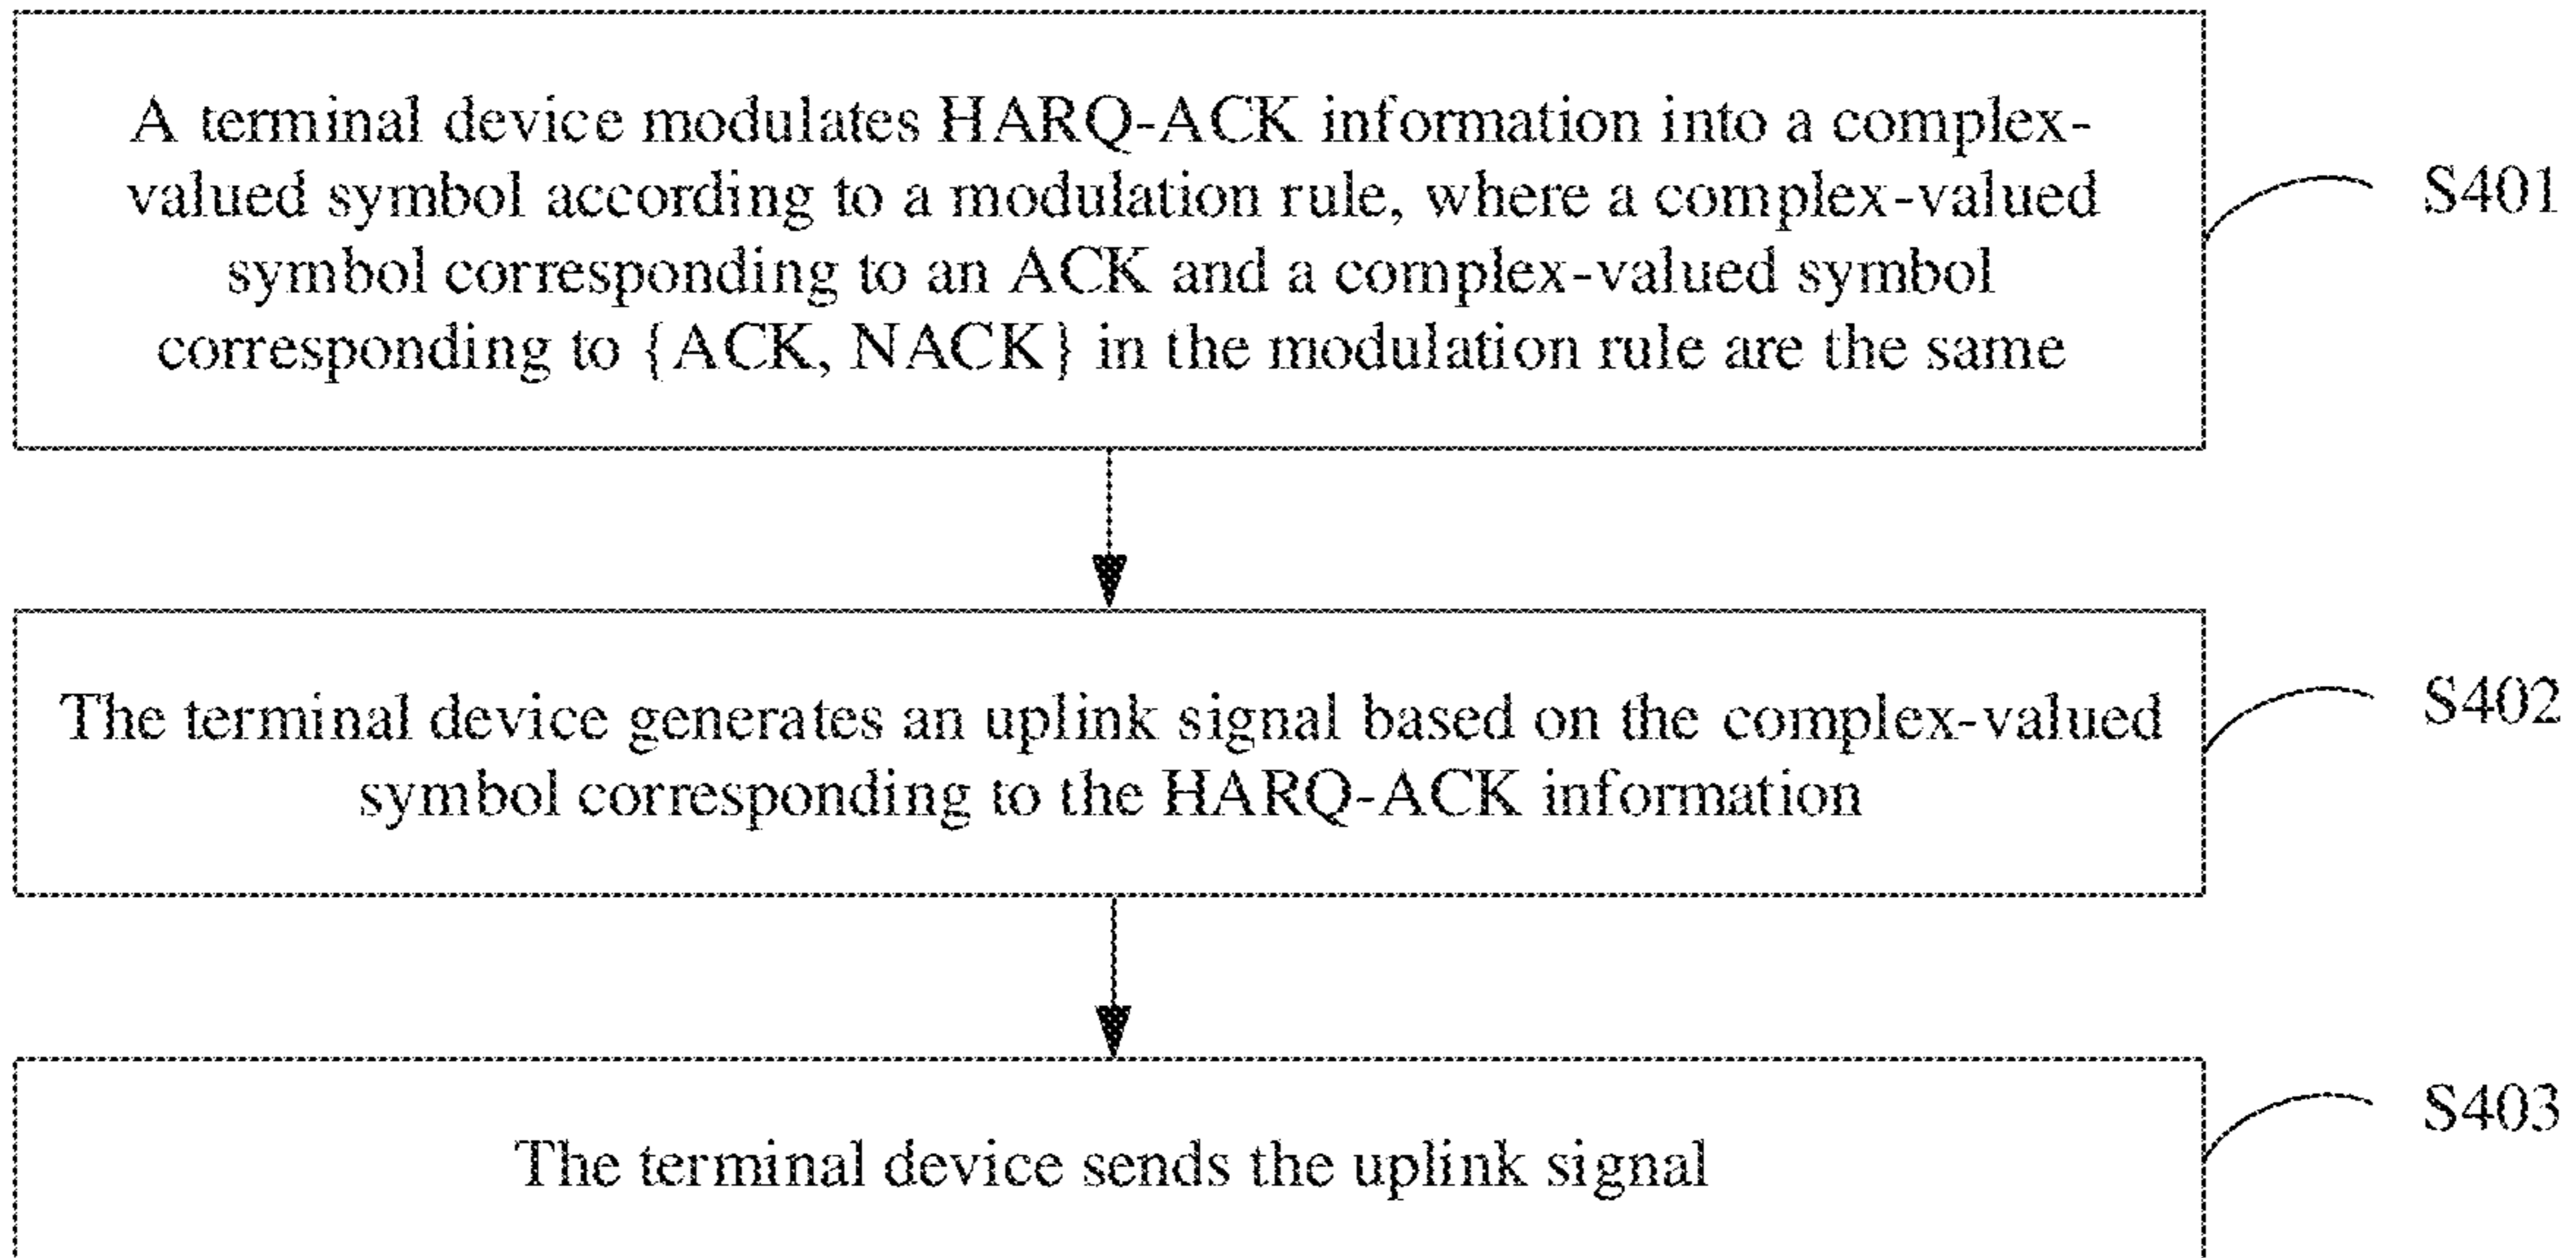 A terminal device modulates HARQ-ACK information into a complex-
valued symbol according to a modulation rule, where a complex-valued
symbol corresponding to an ACK and a complex-valued symbol
corresponding to {ACK, NACK} in the modulation rule are the same
S401
The terminal device generates an uplink signal based on the complex-valued
symbol corresponding to the HARQ-ACK information
S402
The terminal device sends the uplink signal
S403